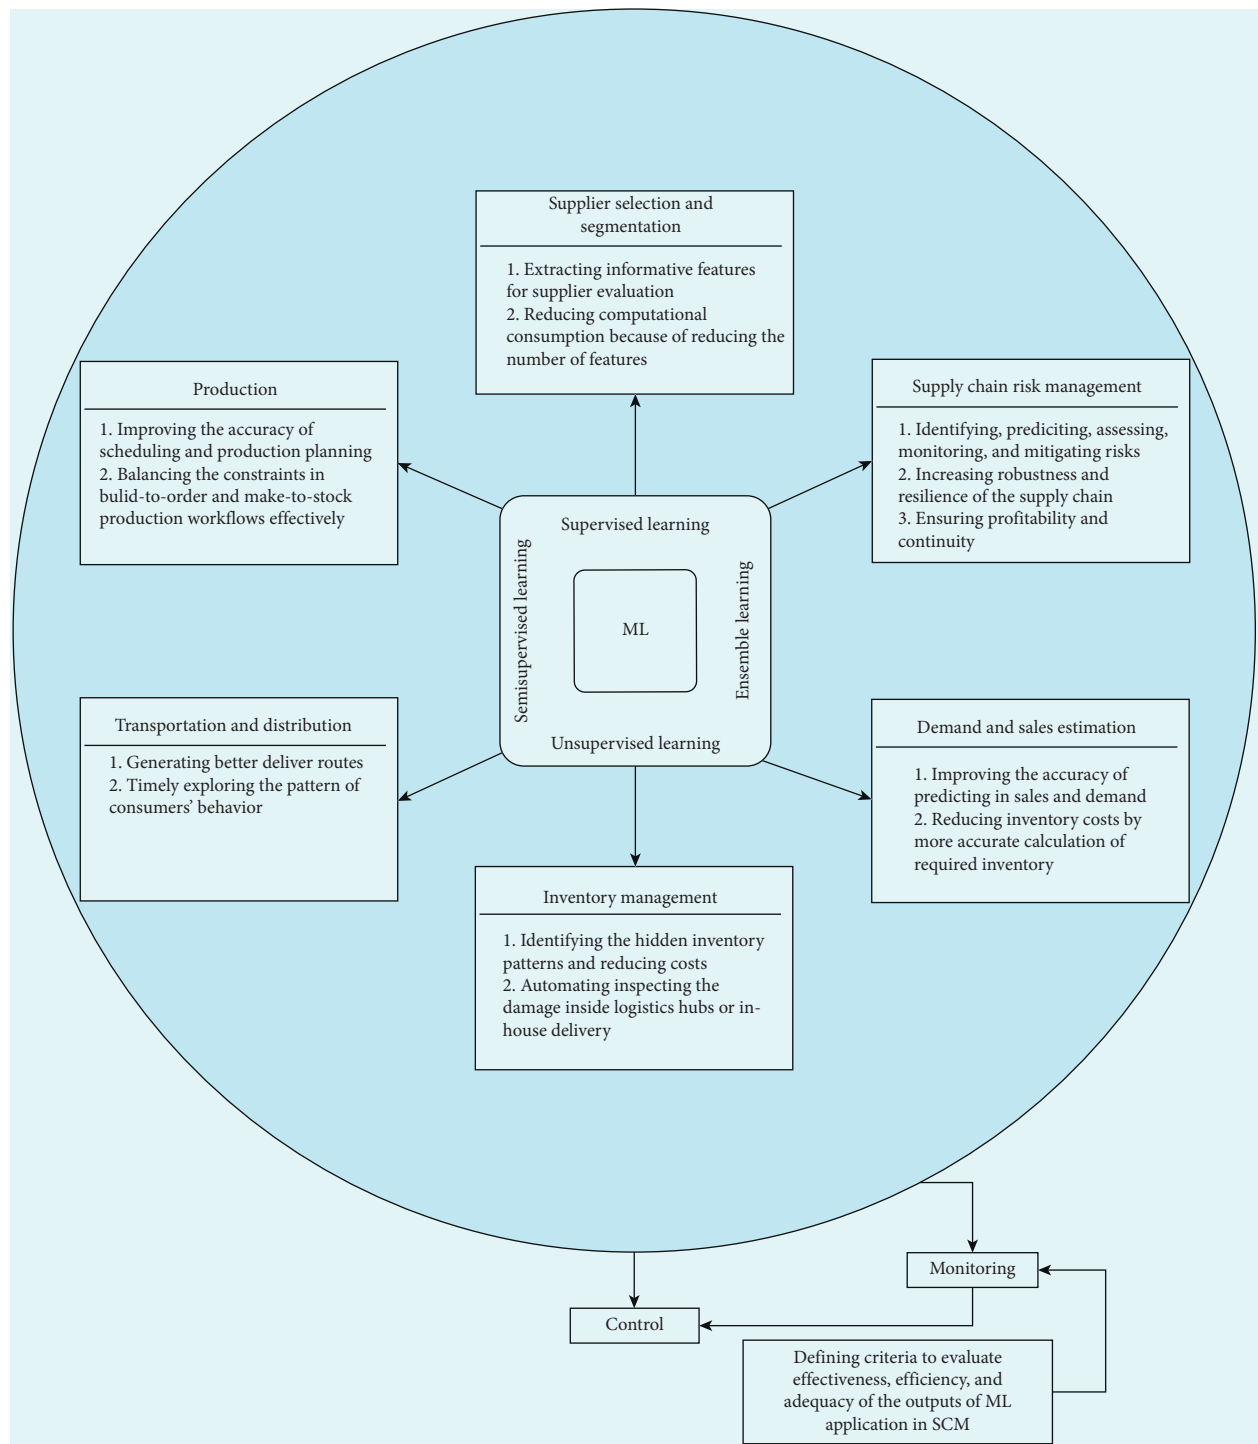 Supplier selection and
segmentation
1. Extracting informative features
for supplier evaluation
2. Reducing computational
consumption because of reducing the
number of features
Production
1. Improving the accuracy of
scheduling and production planning
2. Balancing the constraints in
bulid-to-order and make-to-stock
production workflows effectively
Supply chain risk management
1. Identifying, prediciting, assessing,
monitoring, and mitigating risks
2. Increasing robustness and
resilience of the supply chain
3. Ensuring profitability and
continuity
Supervised learning
Semisupervised learning
ML
Ensemble learning
Unsupervised learning
Transportation and distribution
1. Generating better deliver routes
2. Timely exploring the pattern of
consumers’ behavior
Demand and sales estimation
1. Improving the accuracy of
predicting in sales and demand
2. Reducing inventory costs by
more accurate calculation of
required inventory
Inventory management
1. Identifying the hidden inventory
patterns and reducing costs
2. Automating inspecting the
damage inside logistics hubs or in-
house delivery
Monitoring
Control
Defining criteria to evaluate
effectiveness, efficiency, and
adequacy of the outputs of ML
application in SCM